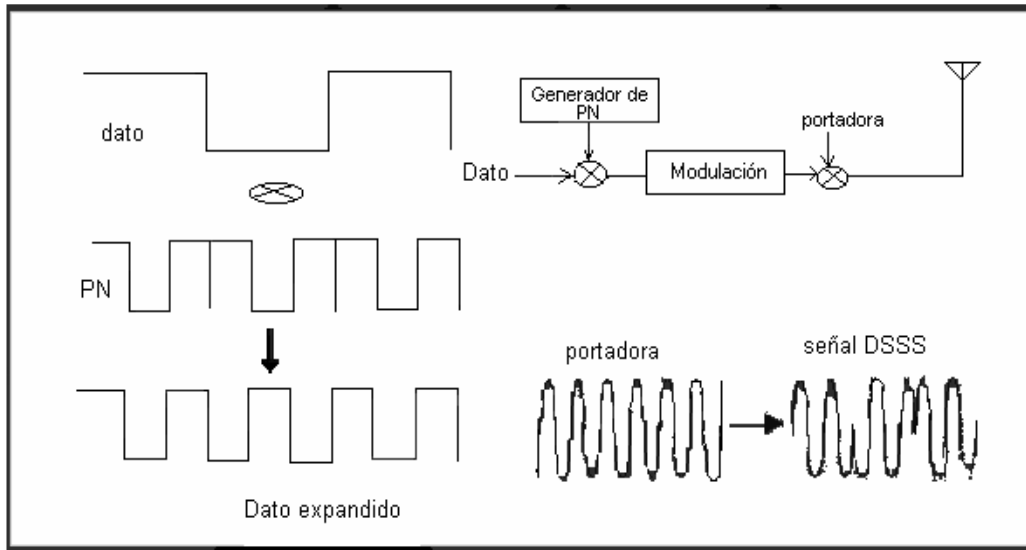 dato
PN
Dato expandido
Generador de
PN
Dato
Modulación
portadora
portadora
señal DSSS